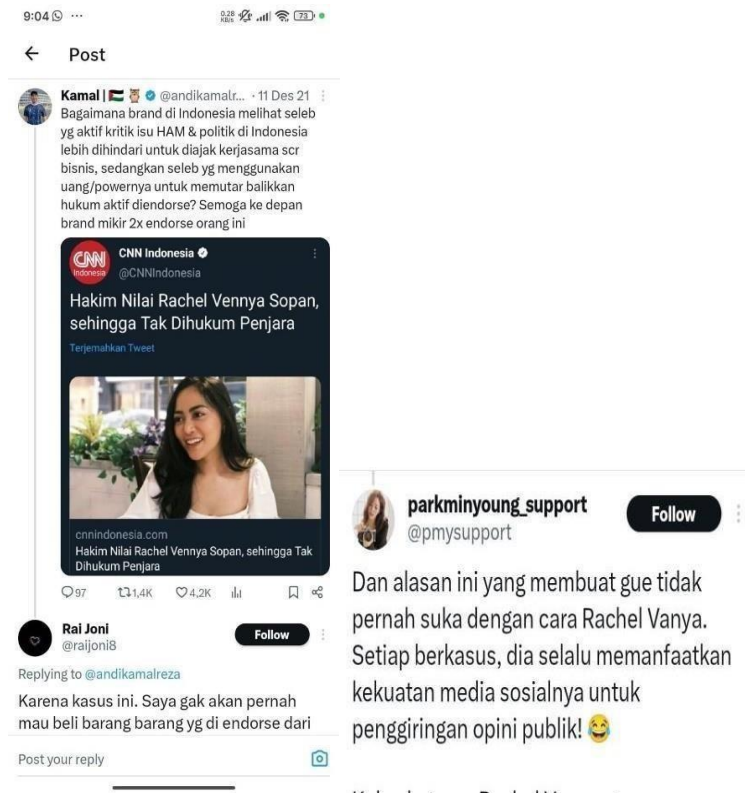 9:04 ...
0.28 KB/s 73
← Post
Kamal | @andikamalr... · 11 Des 21
Bagaimana brand di Indonesia melihat seleb
yg aktif kritik isu HAM & politik di Indonesia
lebih dihindari untuk diajak kerjasama scr
bisnis, sedangkan seleb yg menggunakan
uang/powernya untuk memutar balikkan
hukum aktif diendorse? Semoga ke depan
brand mikir 2x endorse orang ini
CNN Indonesia
CNN Indonesia
@CNNIndonesia
Hakim Nilai Rachel Vennya Sopan,
sehingga Tak Dihukum Penjara
Terjemahkan Tweet
cnnindonesia.com
Hakim Nilai Rachel Vennya Sopan, sehingga Tak
Dihukum Penjara
97 1,4K 4,2K
Rai Joni
@raijoni8
Follow
Replying to @andikamalreza
Karena kasus ini. Saya gak akan pernah
mau beli barang barang yg di endorse dari
Post your reply
parkminyoung_support
@pmysupport
Follow
Dan alasan ini yang membuat gue tidak
pernah suka dengan cara Rachel Vanya.
Setiap berkasus, dia selalu memanfaatkan
kekuatan media sosialnya untuk
penggiringan opini publik! 😂